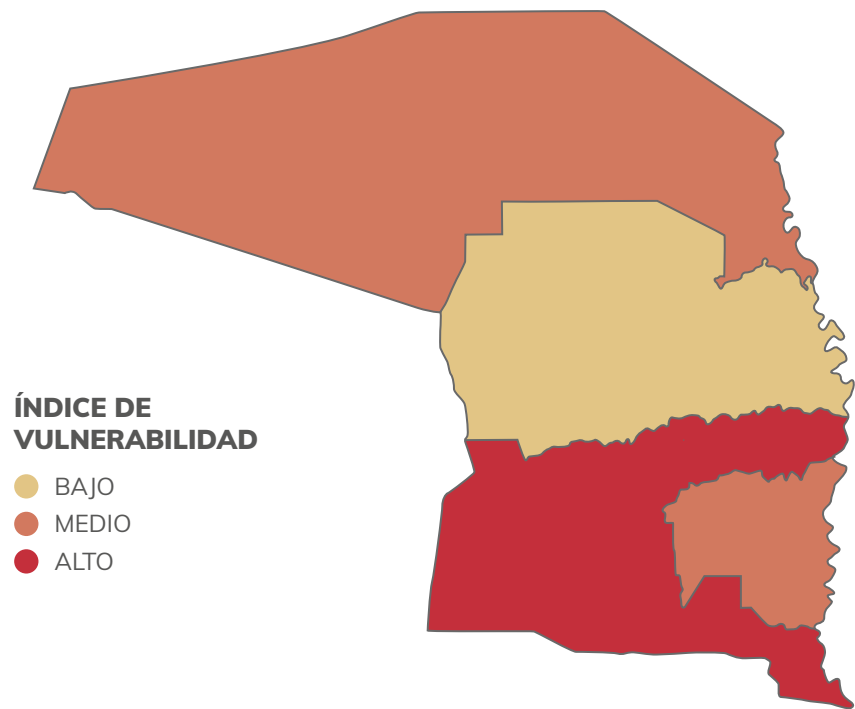 ÍNDICE DE
VULNERABILIDAD
BAJO
MEDIO
ALTO